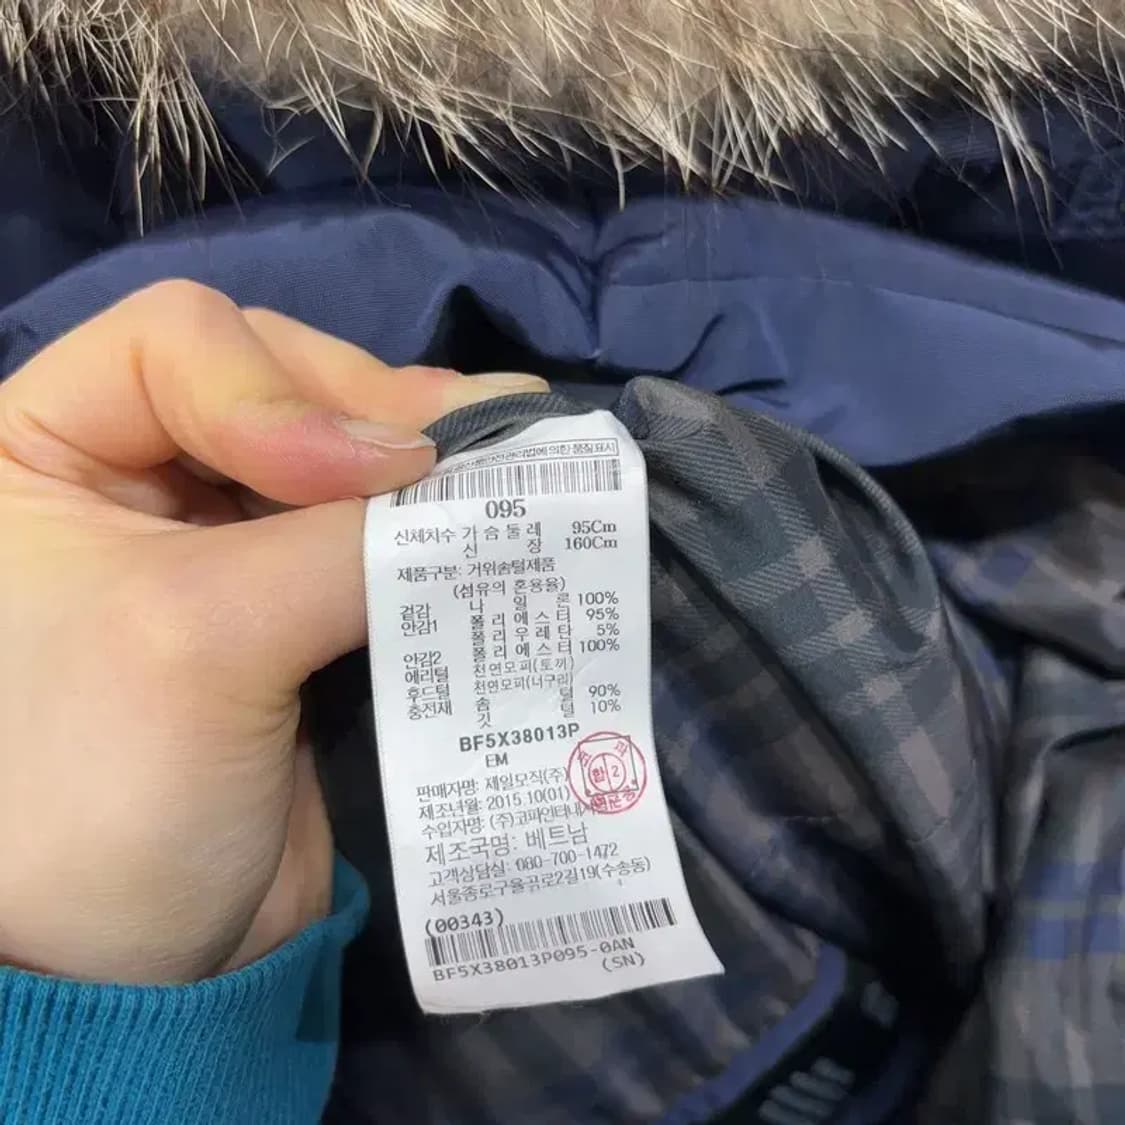 품질표시
095
신체치수 가 슴 둘 레 95Cm
신 장 160Cm
제품구분: 거위솜털제품
(섬유의 혼용율)
겉감 나 일 론 100%
안감1 폴 리 에 스 터 95%
폴 리 우 레 탄 5%
안감2 폴 리 에 스 터 100%
에리털 천연모피(토끼)
후드털 천연모피(너구리)
충전재 솜 털 90%
깃 털 10%
BF5X38013P
EM
판매자명: 제일모직(주)
제조년월: 2015.10(01)
수입자명: (주)코파인터내
제조국명: 베트남
고객상담실: 080-700-1472
서울종로구율곡로2길19(수송동)
(00343)
BF5X38013P095-0AN
(SN)
합 2